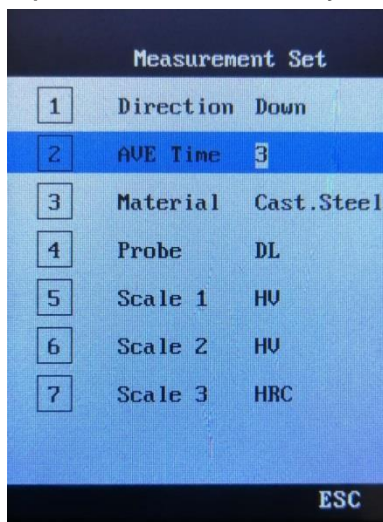 Measurement Set
1 Direction Down
2 AVE Time 3
3 Material Cast.Steel
4 Probe DL
5 Scale 1 HV
6 Scale 2 HV
7 Scale 3 HRC
ESC